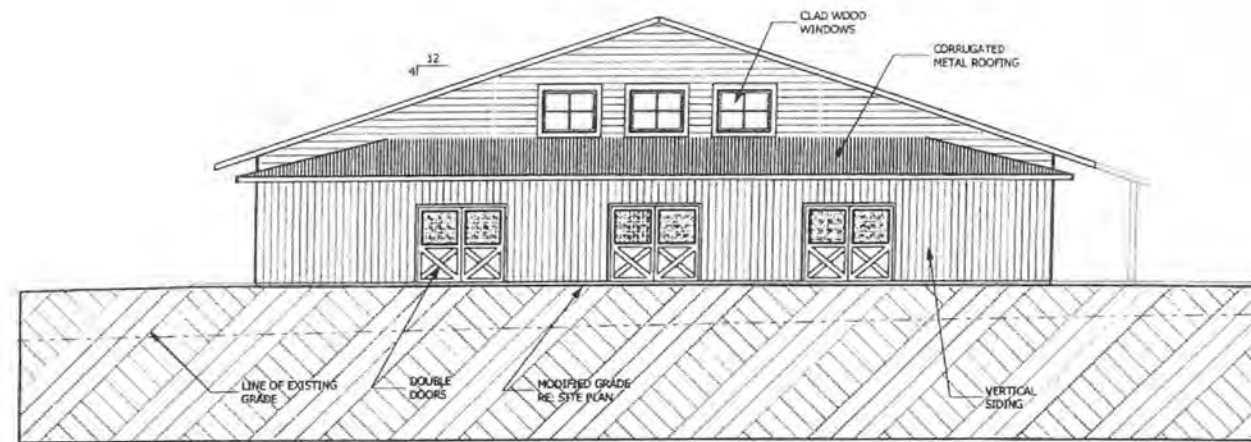 CLAD WOOD
WINDOWS
CORRUGATED
METAL ROOFING
12
4
LINE OF EXISTING
GRADE
DOUBLE
DOORS
MODIFIED GRADE
RE: SITE PLAN
VERTICAL
SIDING